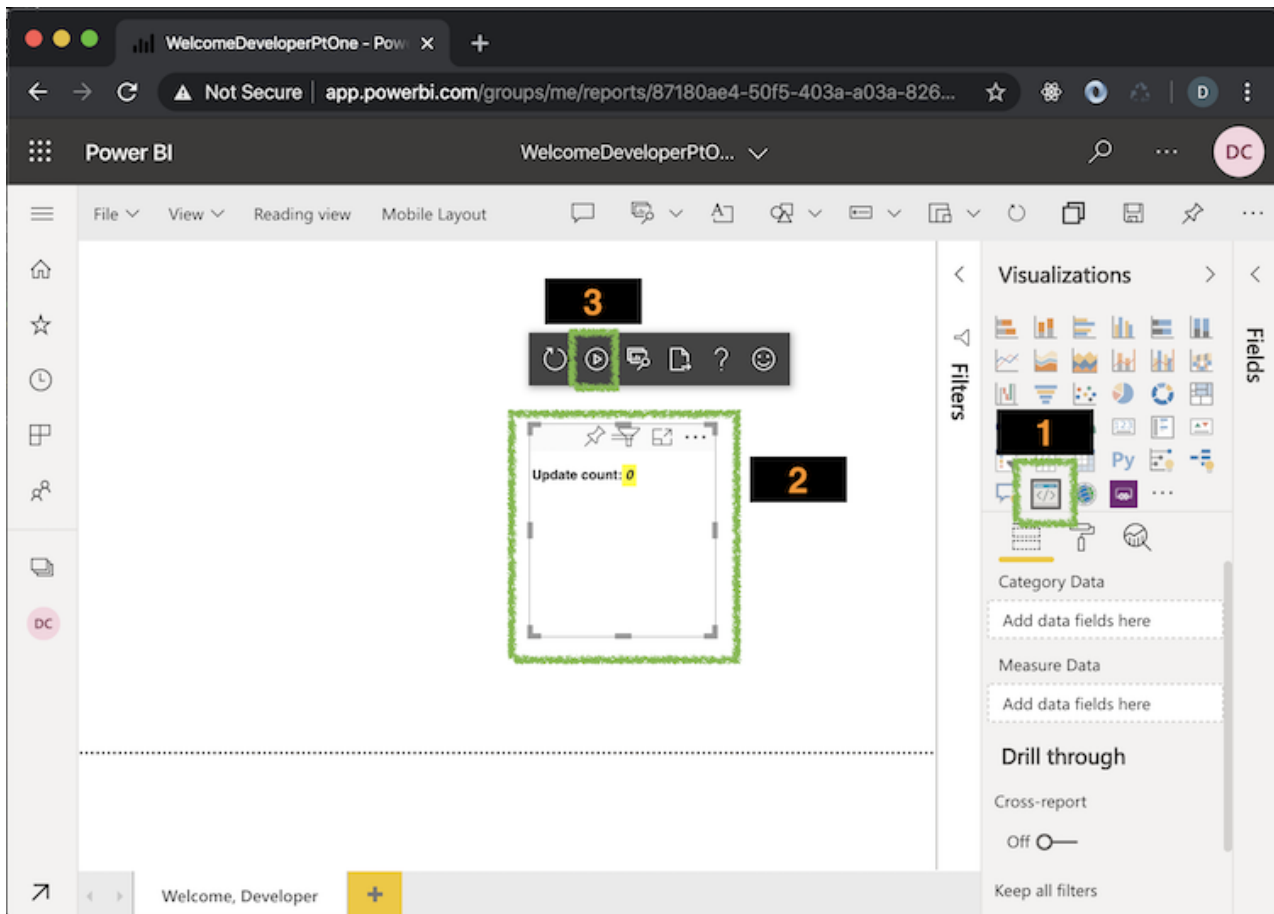 WelcomeDeveloperPtOne - Pow
Not Secure | app.powerbi.com/groups/me/reports/87180ae4-50f5-403a-a03a-826...
D
Power BI
WelcomeDeveloperPtO...
DC
File
View
Reading view
Mobile Layout
Visualizations
Filters
Fields
3
1
2
Update count: 0
Py
DC
Category Data
Add data fields here
Measure Data
Add data fields here
Drill through
Cross-report
Off
Keep all filters
Welcome, Developer